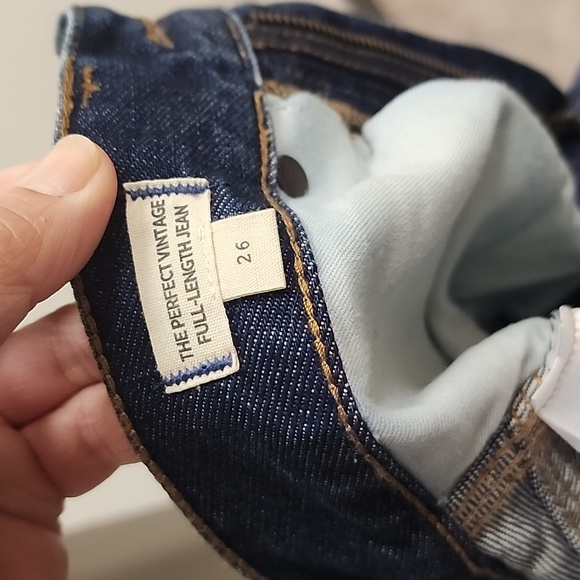 THE PERFECT VINTAGE
FULL-LENGTH JEAN
26